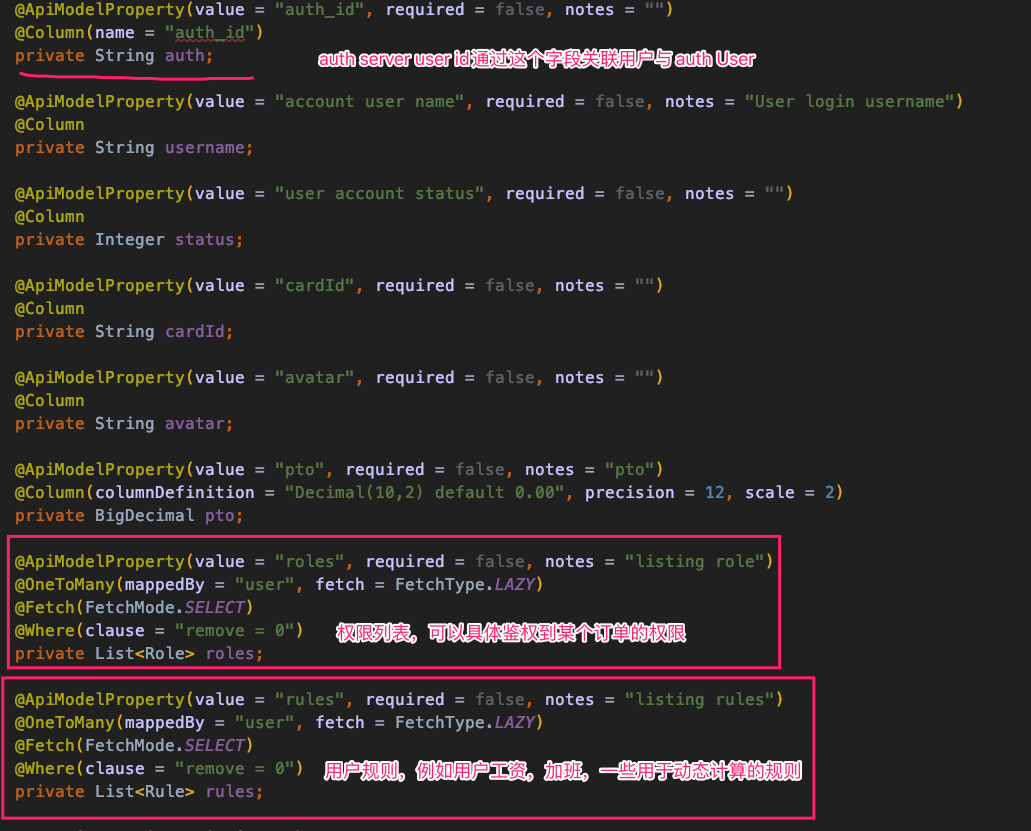 @ApiModelProperty(value = "auth_id", required = false, notes = "")
@Column(name = "auth_id")
private String auth;
auth server user id通过这个字段关联用户与 auth User
@ApiModelProperty(value = "account user name", required = false, notes = "User login username")
@Column
private String username;
@ApiModelProperty(value = "user account status", required = false, notes = "")
@Column
private Integer status;
@ApiModelProperty(value = "cardId", required = false, notes = "")
@Column
private String cardId;
@ApiModelProperty(value = "avatar", required = false, notes = "")
@Column
private String avatar;
@ApiModelProperty(value = "pto", required = false, notes = "pto")
@Column(columnDefinition = "Decimal(10,2) default 0.00", precision = 12, scale = 2)
private BigDecimal pto;
@ApiModelProperty(value = "roles", required = false, notes = "listing role")
@OneToMany(mappedBy = "user", fetch = FetchType.LAZY)
@Fetch(FetchMode.SELECT)
@Where(clause = "remove = 0")
权限列表，可以具体鉴权到某个订单的权限
private List<Role> roles;
@ApiModelProperty(value = "rules", required = false, notes = "listing rules")
@OneToMany(mappedBy = "user", fetch = FetchType.LAZY)
@Fetch(FetchMode.SELECT)
@Where(clause = "remove = 0")
用户规则，例如用户工资，加班，一些用于动态计算的规则
private List<Rule> rules;